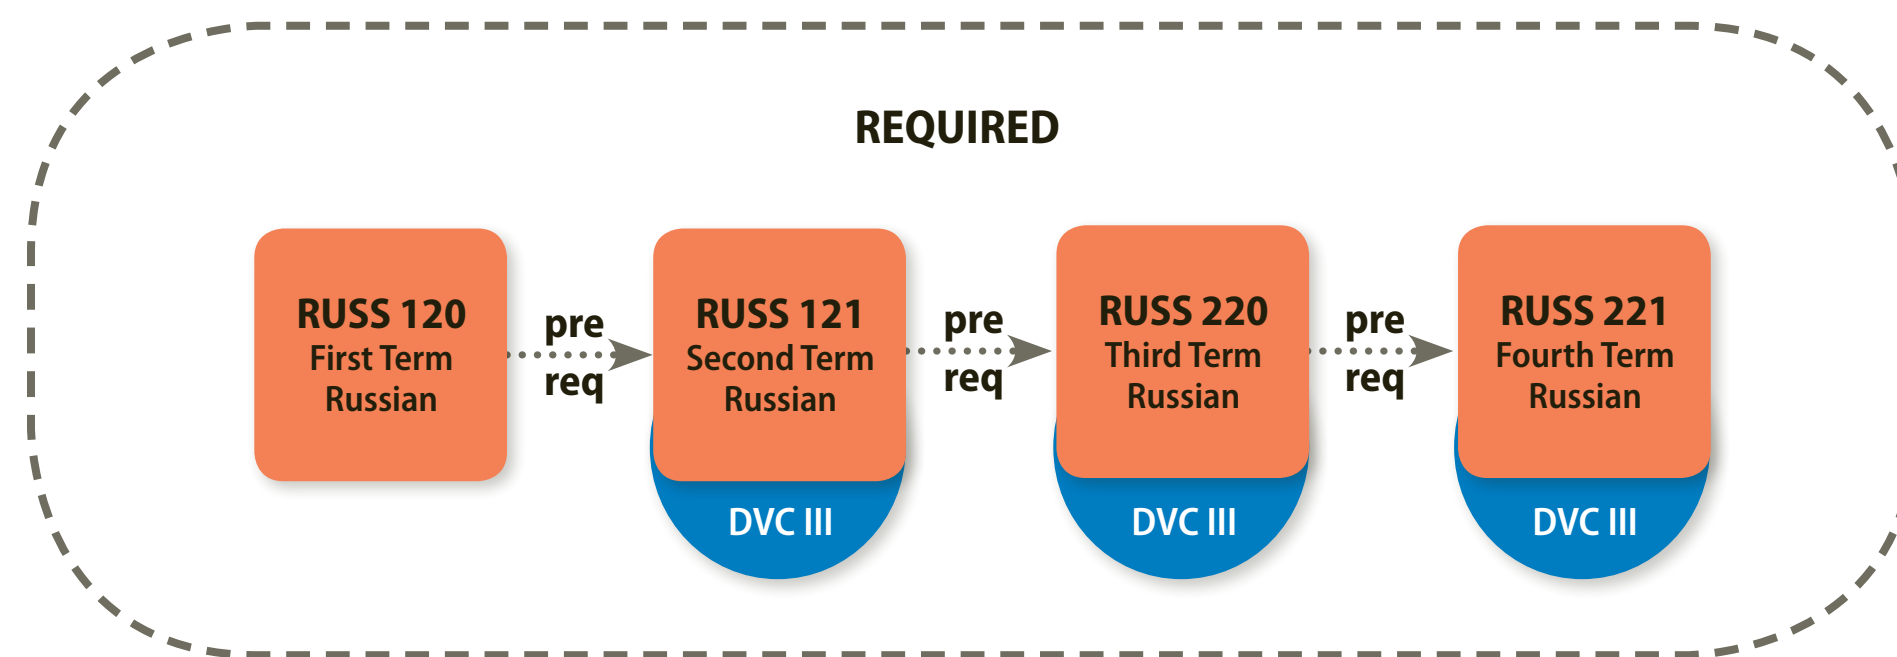 REQUIRED
RUSS 120
First Term
Russian
pre
req
RUSS 121
Second Term
Russian
DVC III
pre
req
RUSS 220
Third Term
Russian
DVC III
pre
req
RUSS 221
Fourth Term
Russian
DVC III